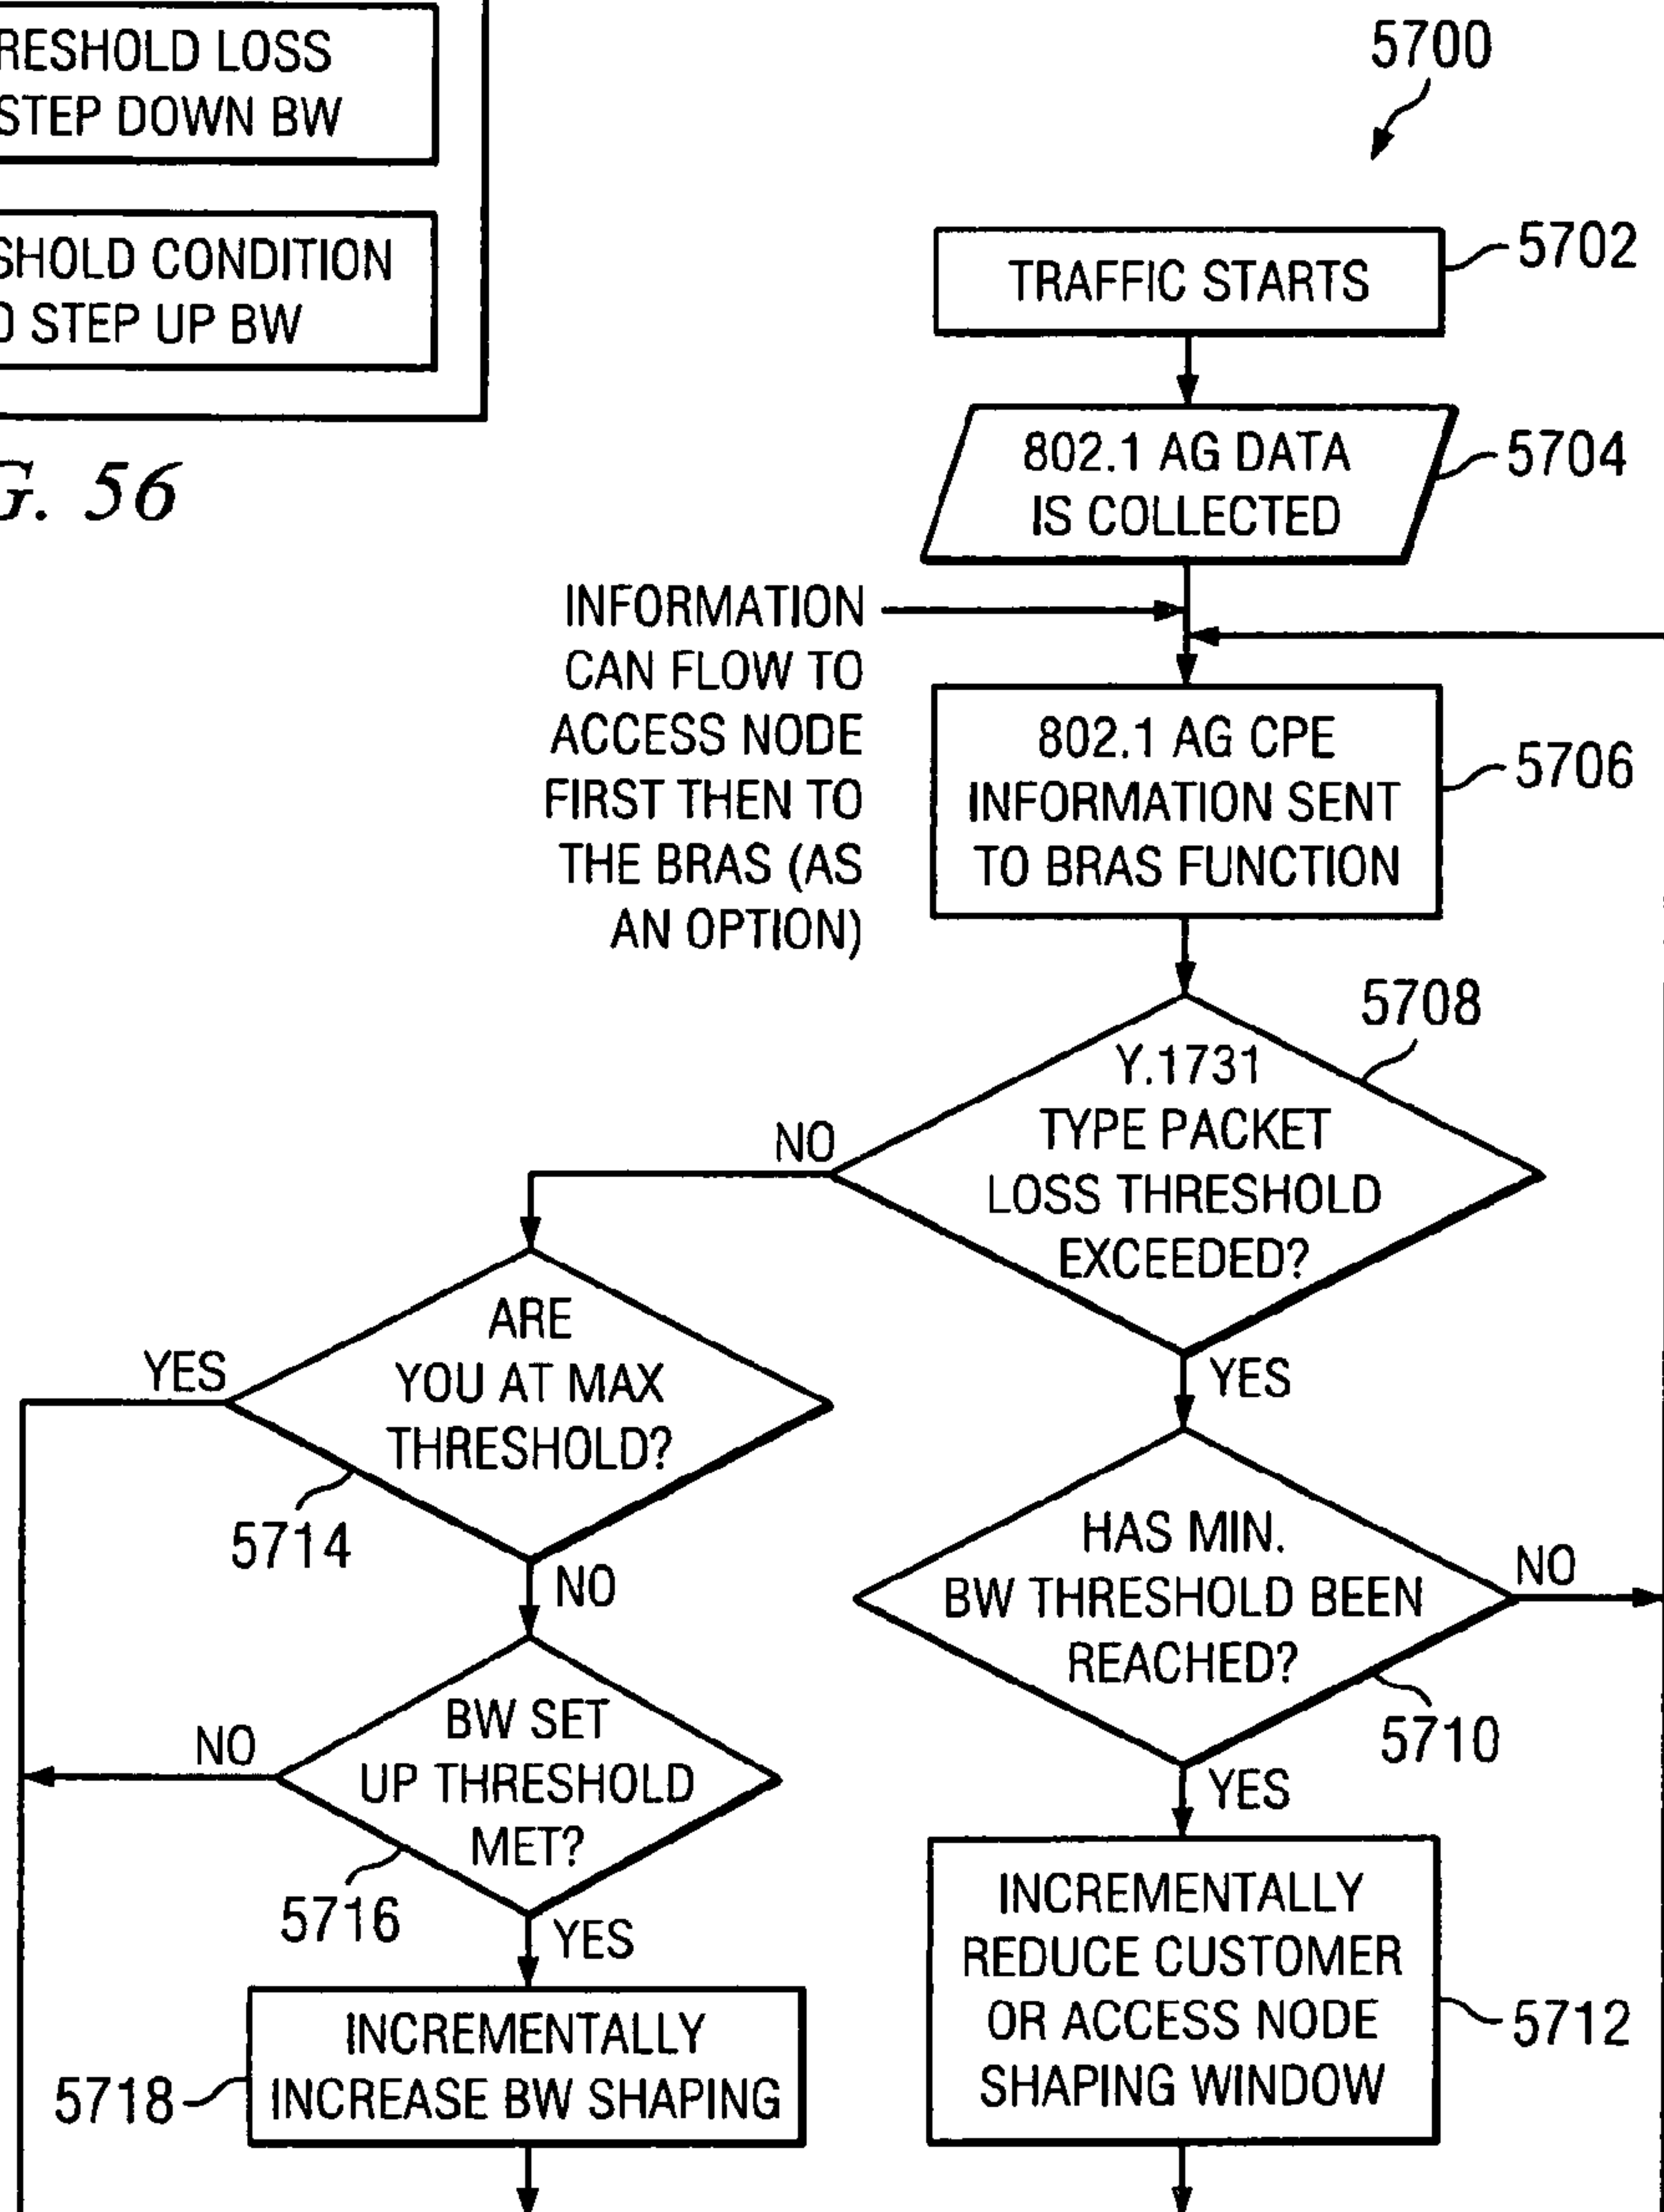 RESHOLD LOSS
STEP DOWN BW
SHOLD CONDITION
STEP UP BW
G. 56
5700
TRAFFIC STARTS
5702
802.1 AG DATA
IS COLLECTED
5704
INFORMATION
CAN FLOW TO
ACCESS NODE
FIRST THEN TO
THE BRAS (AS
AN OPTION)
802.1 AG CPE
INFORMATION SENT
TO BRAS FUNCTION
5706
Y.1731
TYPE PACKET
LOSS THRESHOLD
EXCEEDED?
5708
NO
YES
ARE
YOU AT MAX
THRESHOLD?
YES
5714
NO
HAS MIN.
BW THRESHOLD BEEN
REACHED?
NO
5710
YES
BW SET
UP THRESHOLD
MET?
NO
5716
YES
INCREMENTALLY
REDUCE CUSTOMER
OR ACCESS NODE
SHAPING WINDOW
5712
INCREMENTALLY
INCREASE BW SHAPING
5718